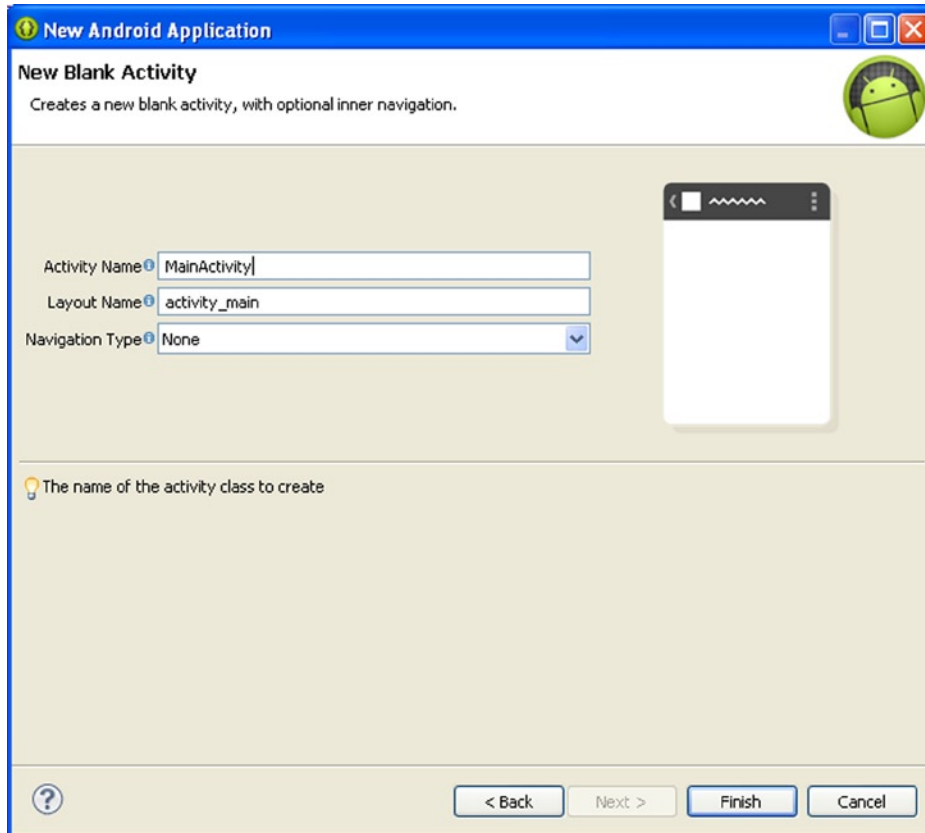 New Android Application
New Blank Activity
Creates a new blank activity, with optional inner navigation.
Activity Name MainActivity
Layout Name activity_main
Navigation Type None
The name of the activity class to create
< Back Next > Finish Cancel